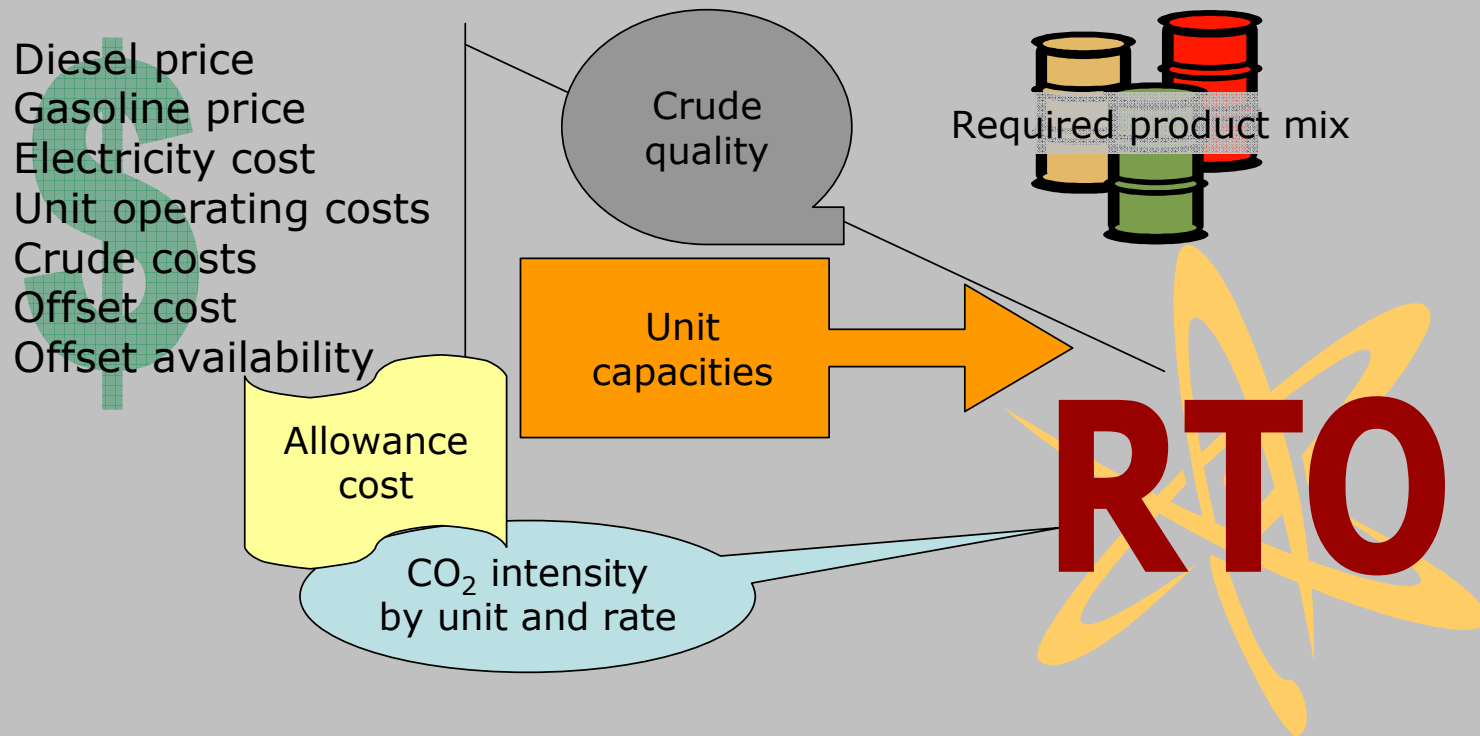 Diesel price
Gasoline price
Electricity cost
Unit operating costs
Crude costs
Offset cost
Offset availability
Crude
quality
Required product mix
Unit
capacities
Allowance
cost
CO₂ intensity
by unit and rate
RTO